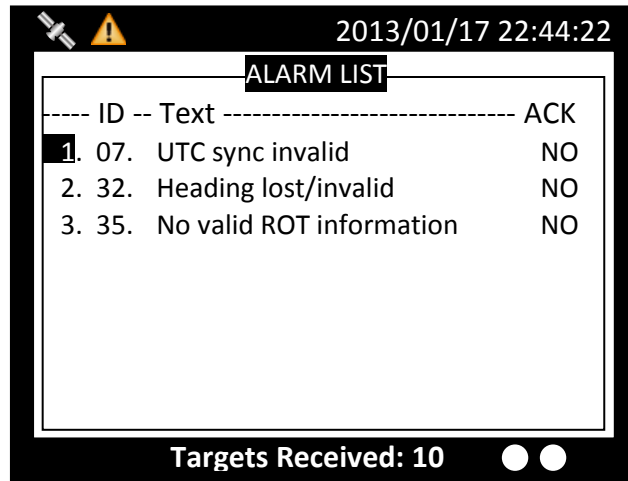 2013/01/17 22:44:22
ALARM LIST
----- ID -- Text ------------------------------ ACK
1. 07. UTC sync invalid NO
2. 32. Heading lost/invalid NO
3. 35. No valid ROT information NO
Targets Received: 10